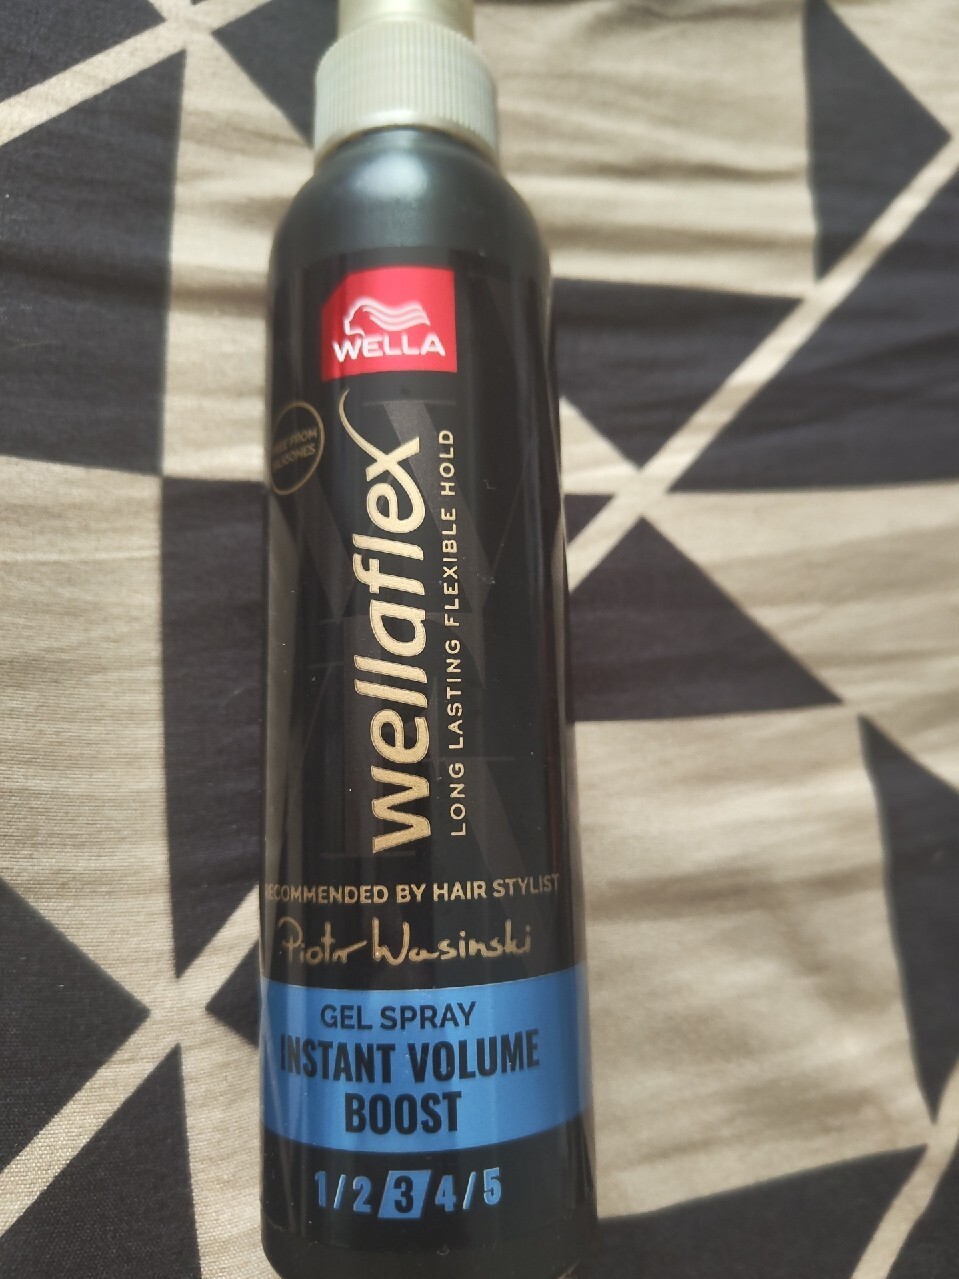 WELLA
FROM
wellaflex
LONG LASTING FLEXIBLE HOLD
RECOMMENDED BY HAIR STYLIST
Piotr Wasinski
GEL SPRAY
INSTANT VOLUME
BOOST
1/2/3/4/5